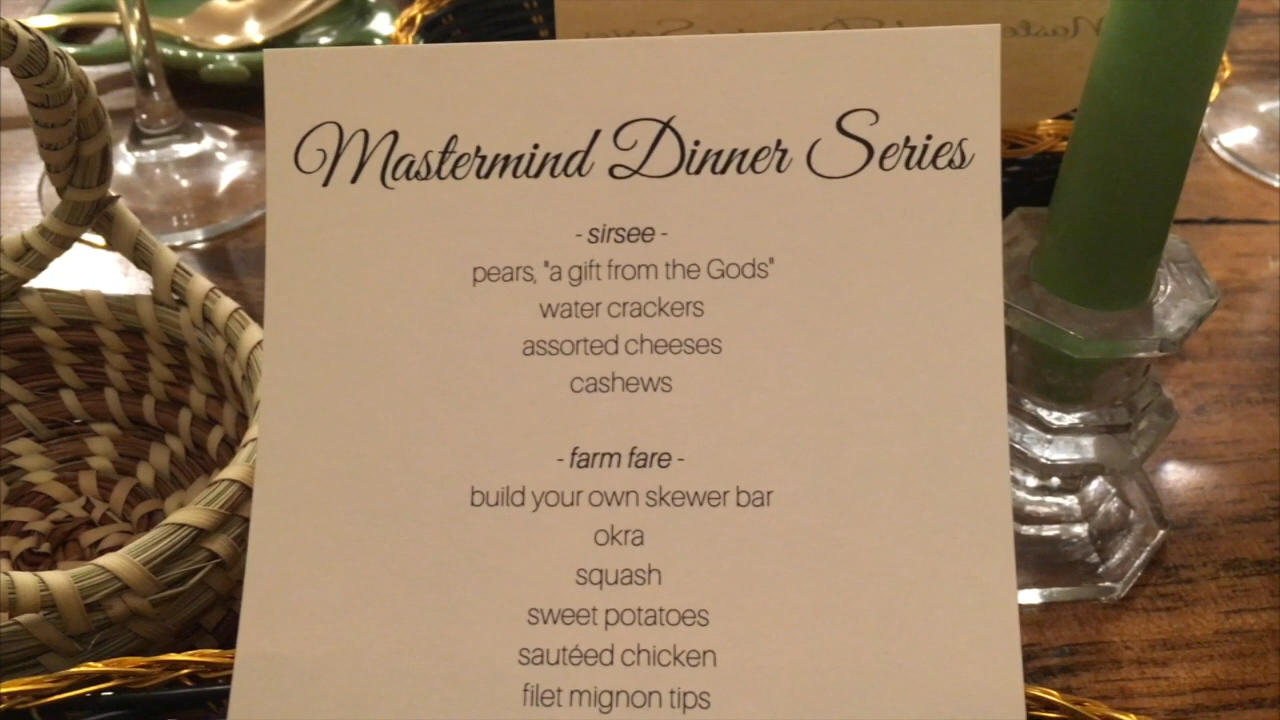 Mastermind Dinner Series
- sirsee -
pears, "a gift from the Gods"
water crackers
assorted cheeses
cashews
- farm fare -
build your own skewer bar
okra
squash
sweet potatoes
sautéed chicken
filet mignon tips